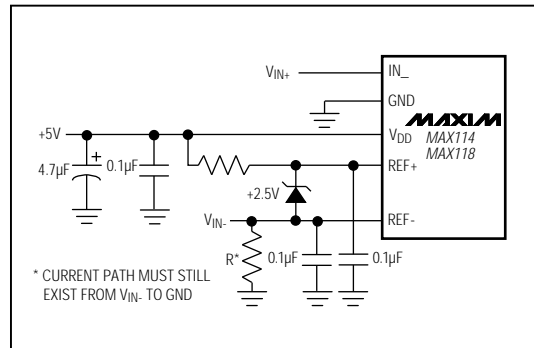 VIN+
IN_
GND
MAXIM
+5V
VDD
MAX114
MAX118
4.7µF
+
0.1µF
REF+
+2.5V
VIN-
REF-
R*
0.1µF
0.1µF
* CURRENT PATH MUST STILL
EXIST FROM VIN- TO GND